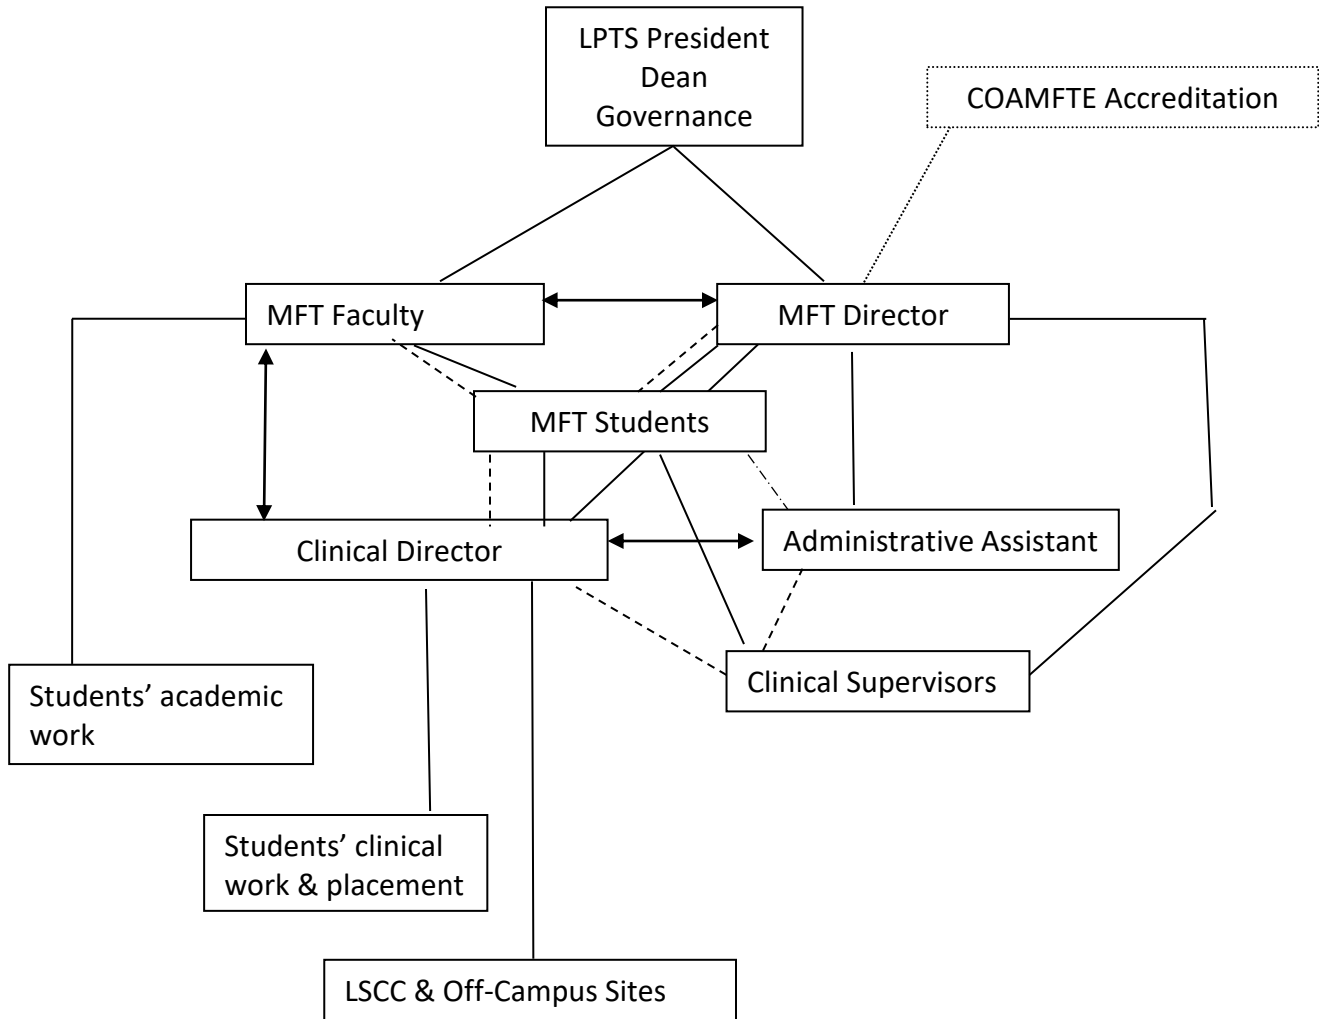 LPTS President
Dean
Governance
COAMFTE Accreditation
MFT Faculty
MFT Director
MFT Students
Clinical Director
Administrative Assistant
Clinical Supervisors
Students’ academic
work
Students’ clinical
work & placement
LSCC & Off-Campus Sites